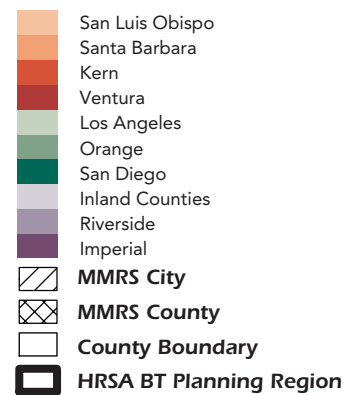 San Luis Obispo
Santa Barbara
Kern
Ventura
Los Angeles
Orange
San Diego
Inland Counties
Riverside
Imperial
MMRS City
MMRS County
County Boundary
HRSA BT Planning Region